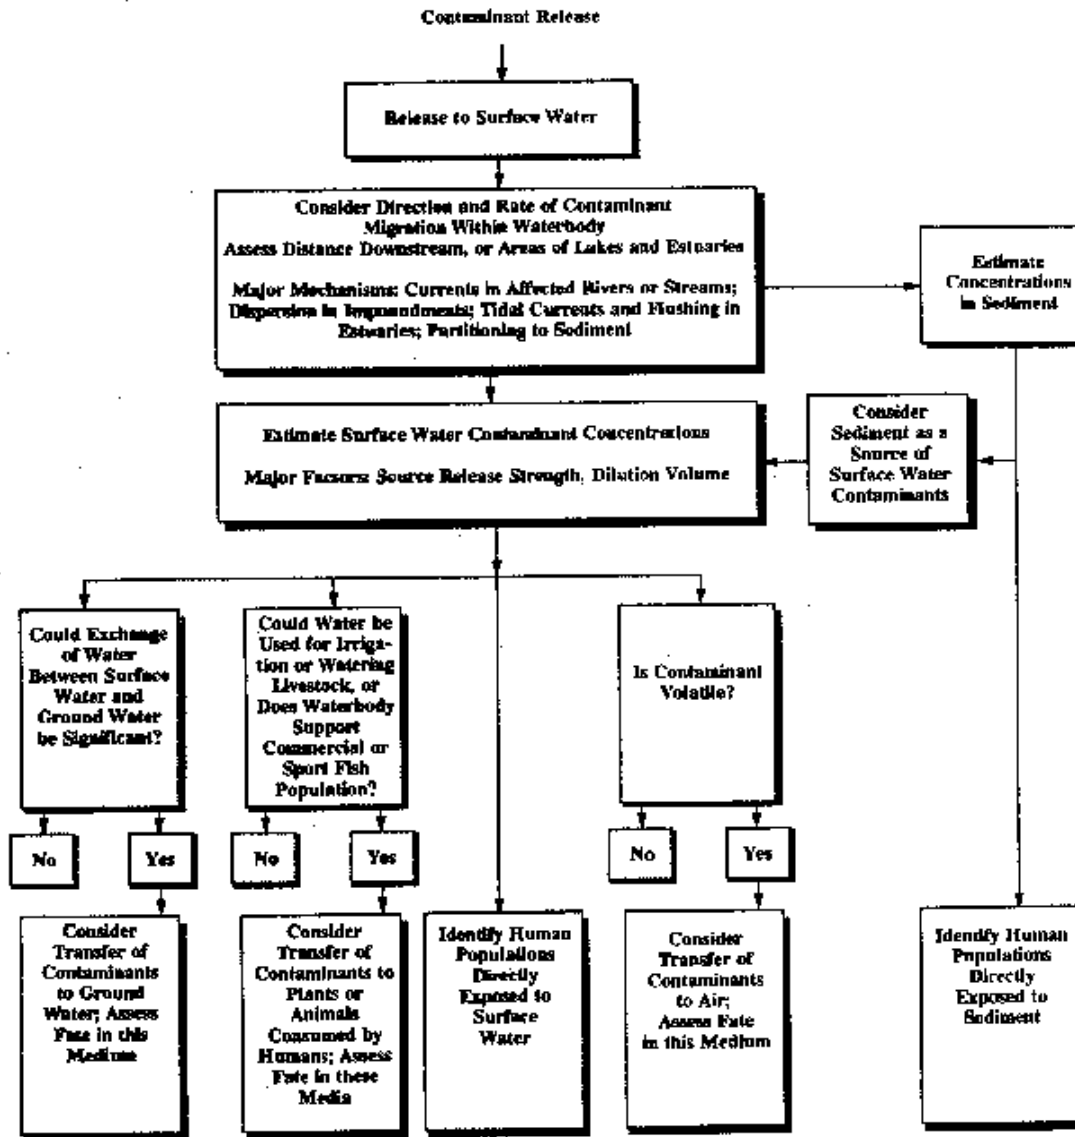 Contaminant Release
Release to Surface Water
Consider Direction and Rate of Contaminant
Migration Within Waterbody
Assess Distance Downstream, or Areas of Lakes and Estuaries
Major Mechanisms: Currents in Affected Rivers or Streams;
Dispersion in Impoundments; Tidal Currents and Flushing in
Estuaries; Partitioning to Sediment
Estimate
Concentrations
in Sediment
Estimate Surface Water Contaminant Concentrations
Major Factors: Source Release Strength, Dilution Volume
Consider
Sediment as a
Source of
Surface Water
Contaminants
Could Exchange
of Water
Between Surface
Water and
Ground Water
be Significant?
Could Water be
Used for Irriga-
tion or Watering
Livestock, or
Does Waterbody
Support
Commercial or
Sport Fish
Population?
Is Contaminant
Volatile?
No
Yes
No
Yes
No
Yes
Consider
Transfer of
Contaminants
to Ground
Water; Assess
Fate in this
Medium
Consider
Transfer of
Contaminants to
Plants or
Animals
Consumed by
Humans; Assess
Fate in these
Media
Identify Human
Populations
Directly
Exposed to
Surface
Water
Consider
Transfer of
Contaminants
to Air;
Assess Fate
in this Medium
Identify Human
Populations
Directly
Exposed to
Sediment